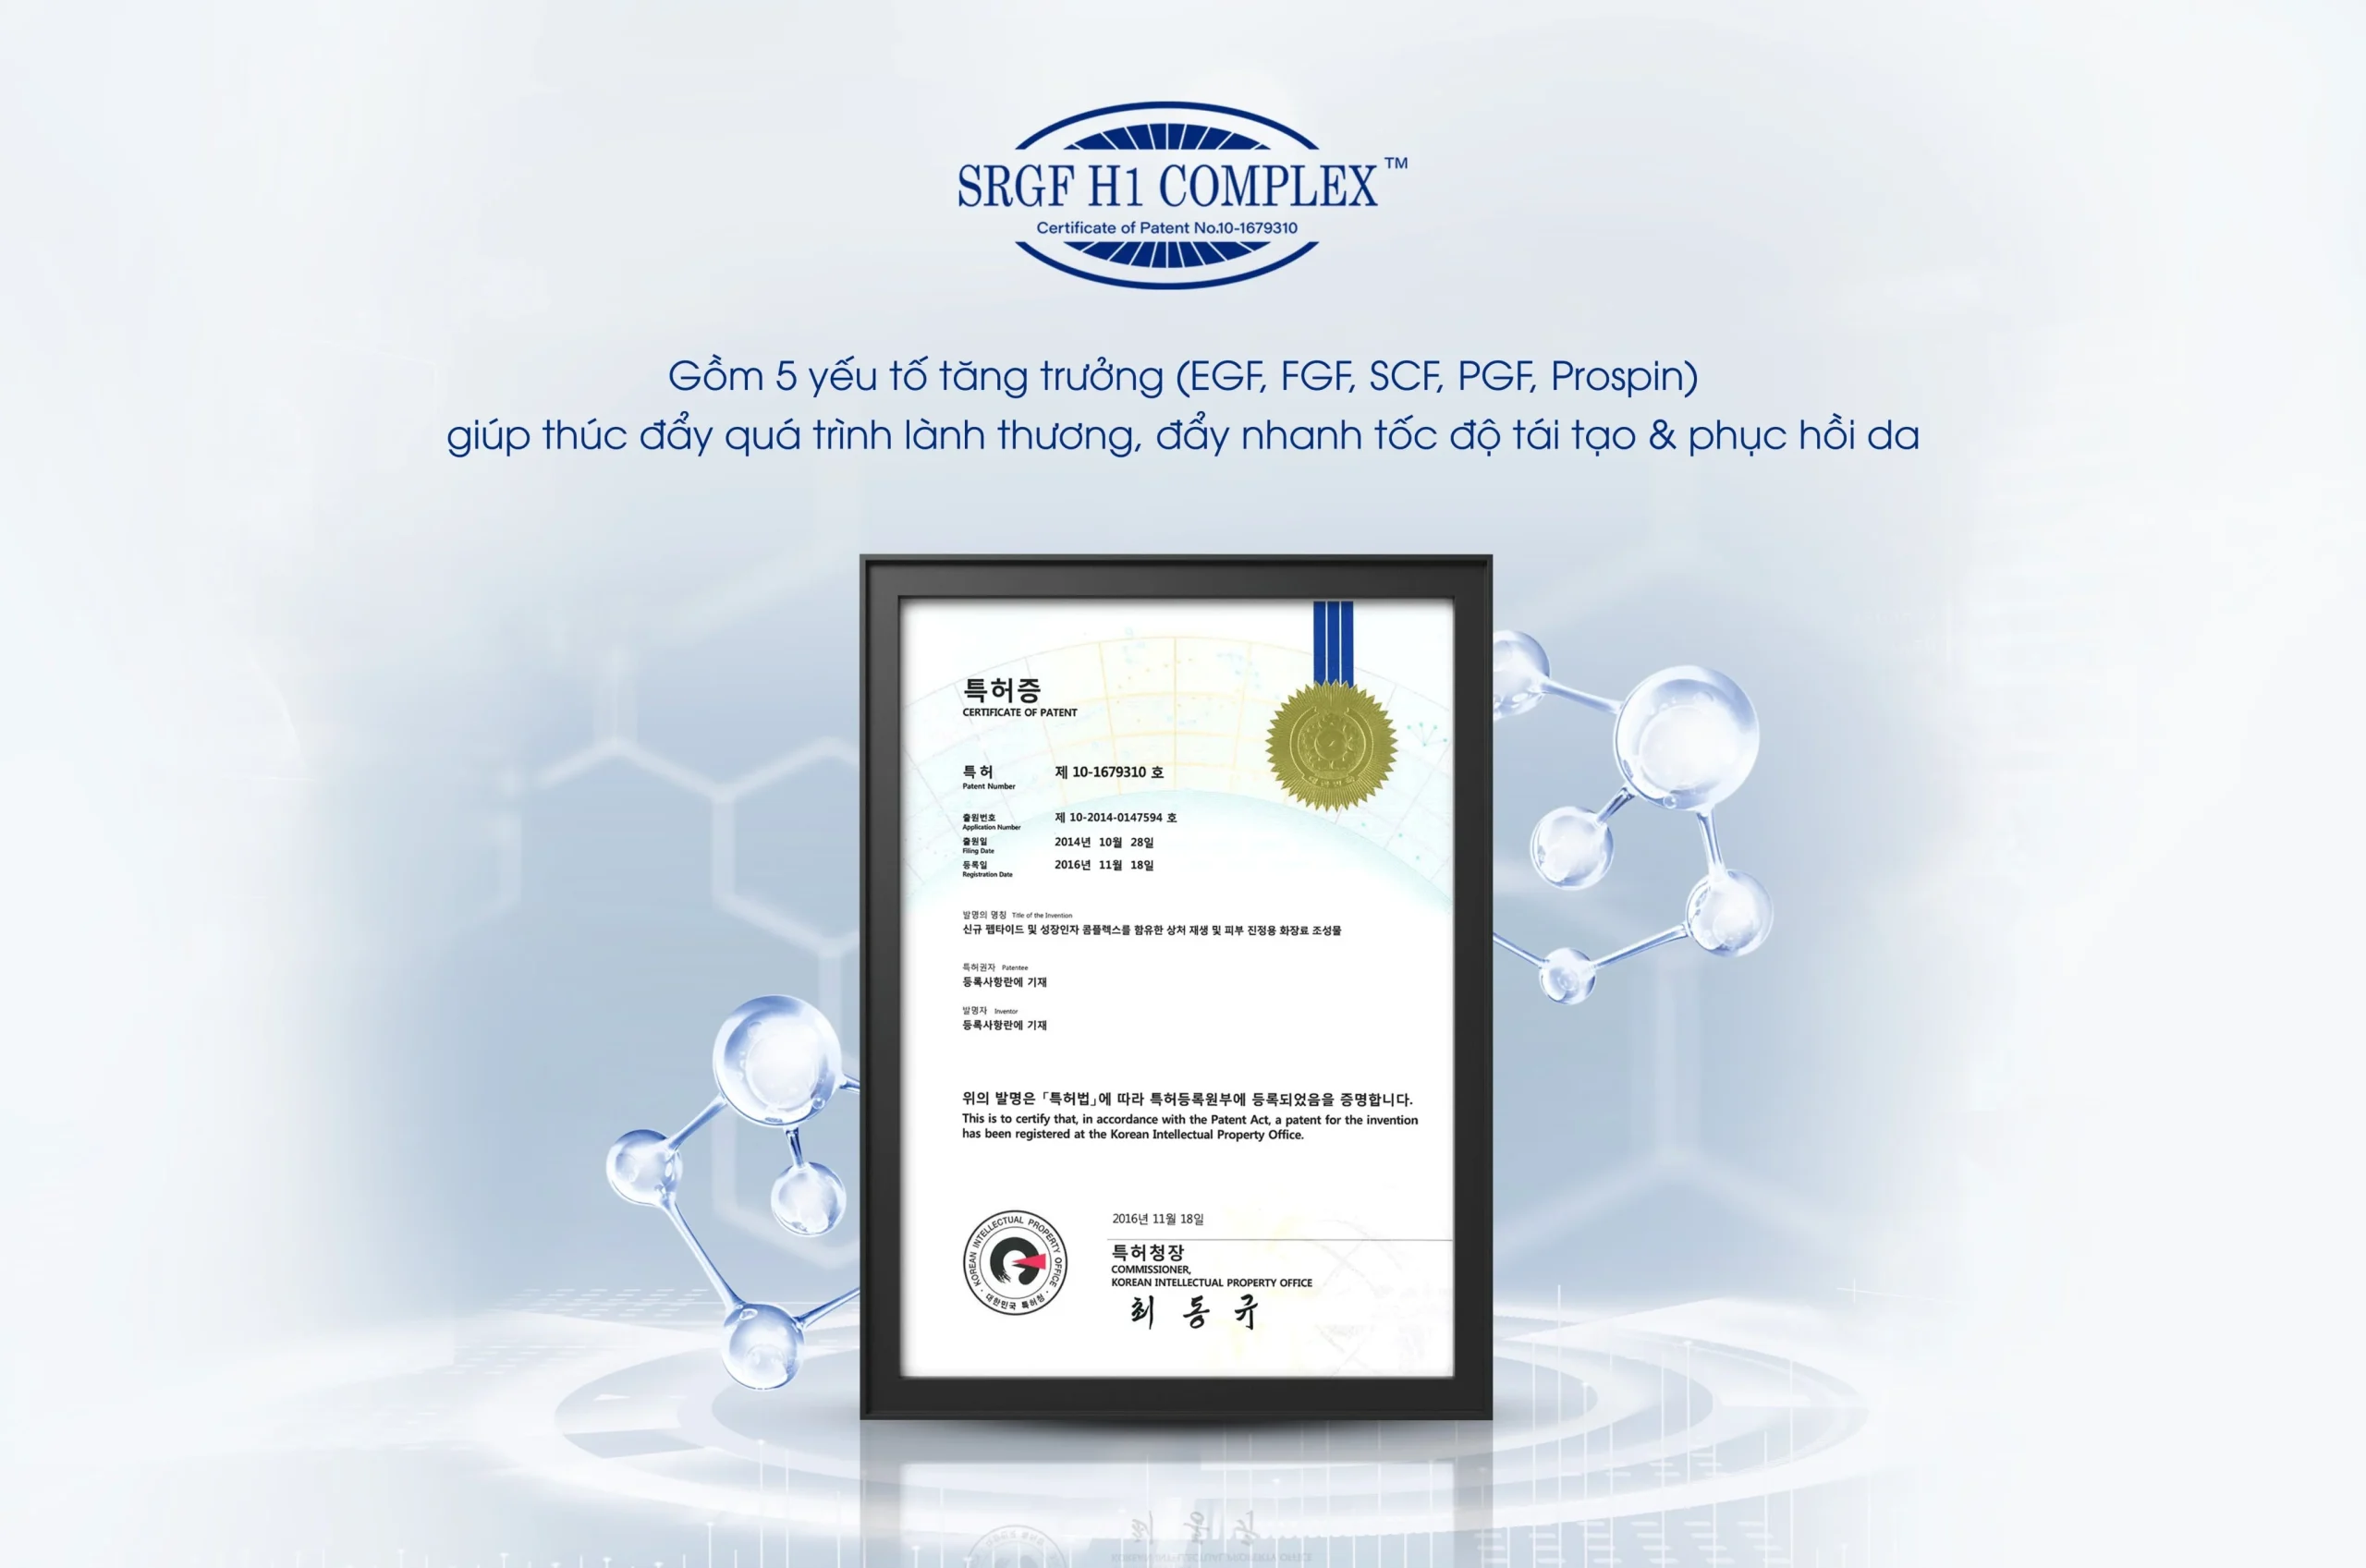 SRGF H1 COMPLEX™
Certificate of Patent No.10-1679310
Gồm 5 yếu tố tăng trưởng (EGF, FGF, SCF, PGF, Prospin)
giúp thúc đẩy quá trình lành thương, đẩy nhanh tốc độ tái tạo & phục hồi da
특허증
CERTIFICATE OF PATENT
특 허 제 10-1679310 호
Patent Number
출원번호 제 10-2014-0147594 호
Application Number
출원일 2014년 10월 28일
Filing Date
등록일 2016년 11월 18일
Registration Date
발명의 명칭 Title of the Invention
신규 펩타이드 및 성장인자 콤플렉스를 함유한 상처 재생 및 피부 진정용 화장료 조성물
특허권자 Patentee
등록사항란에 기재
발명자 Inventor
등록사항란에 기재
위의 발명은 「특허법」에 따라 특허등록원부에 등록되었음을 증명합니다.
This is to certify that, in accordance with the Patent Act, a patent for the invention
has been registered at the Korean Intellectual Property Office.
2016년 11월 18일
특허청장
COMMISSIONER,
KOREAN INTELLECTUAL PROPERTY OFFICE
최 동 규
KOREAN INTELLECTUAL PROPERTY OFFICE
대한민국 특허청